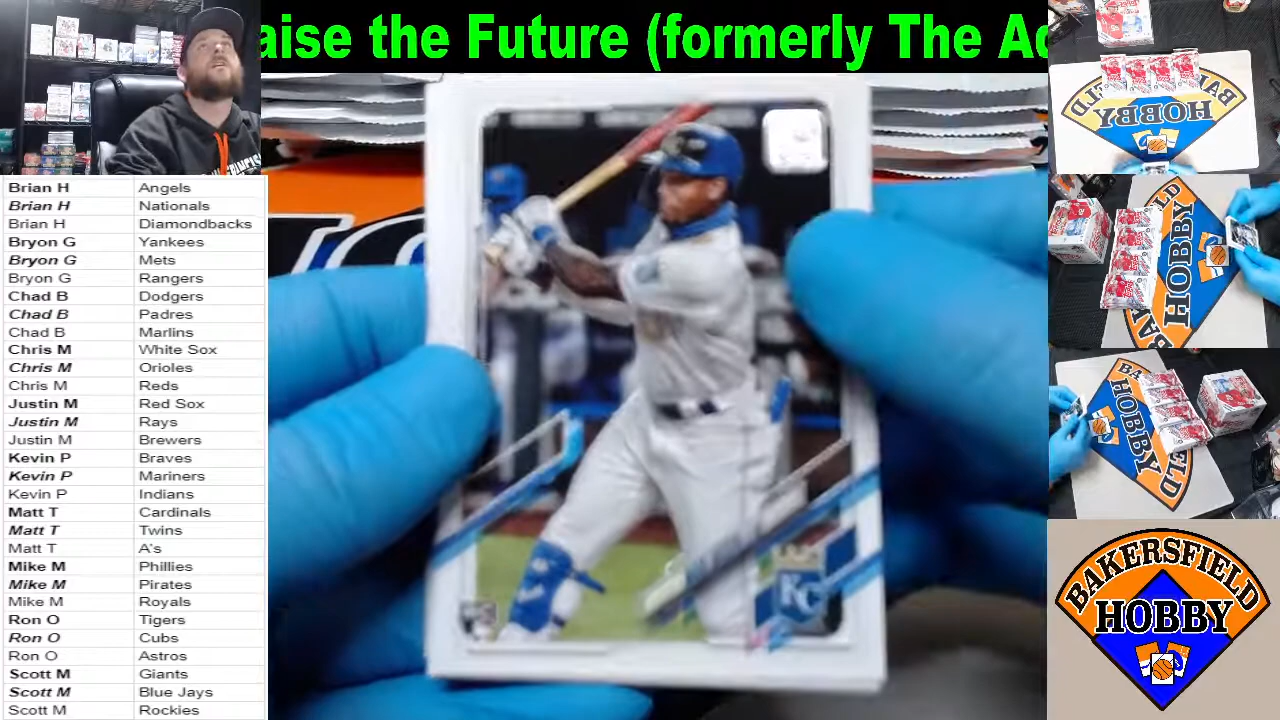 aise the Future (formerly The Ac
Brian H Angels
Brian H Nationals
Brian H Diamondbacks
Bryon G Yankees
Bryon G Mets
Bryon G Rangers
Chad B Dodgers
Chad B Padres
Chad B Marlins
Chris M White Sox
Chris M Orioles
Chris M Reds
Justin M Red Sox
Justin M Rays
Justin M Brewers
Kevin P Braves
Kevin P Mariners
Kevin P Indians
Matt T Cardinals
Matt T Twins
Matt T A's
Mike M Phillies
Mike M Pirates
Mike M Royals
Ron O Tigers
Ron O Cubs
Ron O Astros
Scott M Giants
Scott M Blue Jays
Scott M Rockies
KC
HOBBY
HOBBY
HOBBY
BAKERSFIELD
HOBBY